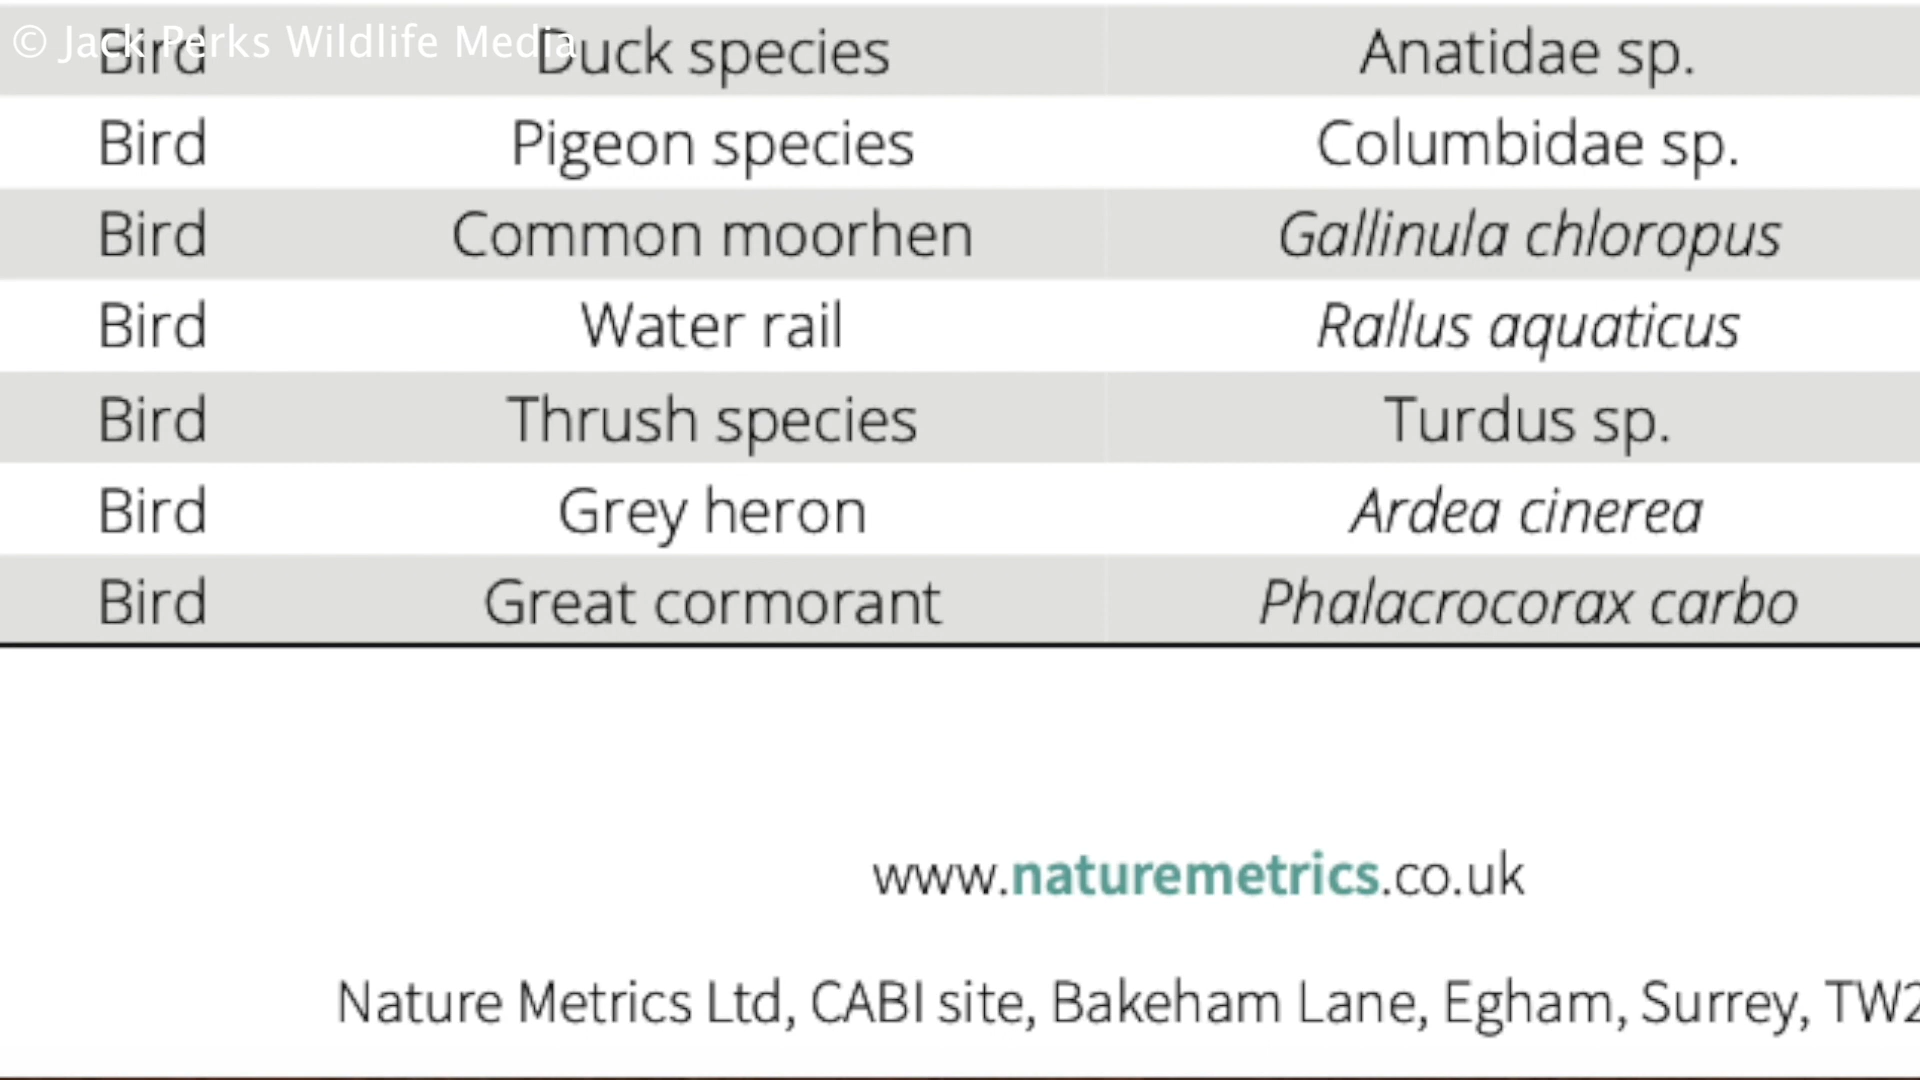 © Jack Perks Wildlife Media
Bird Duck species Anatidae sp.
Bird Pigeon species Columbidae sp.
Bird Common moorhen Gallinula chloropus
Bird Water rail Rallus aquaticus
Bird Thrush species Turdus sp.
Bird Grey heron Ardea cinerea
Bird Great cormorant Phalacrocorax carbo
www.naturemetrics.co.uk
Nature Metrics Ltd, CABI site, Bakeham Lane, Egham, Surrey, TW2